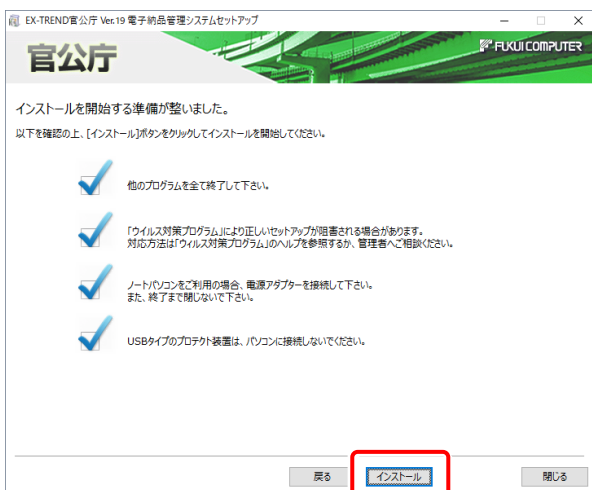 EX-TREND官公庁 Ver.19 電子納品管理システムセットアップ
官公庁
FUKUI COMPUTER
インストールを開始する準備が整いました。
以下を確認の上、[インストール]ボタンをクリックしてインストールを開始してください。
他のプログラムを全て終了して下さい。
「ウイルス対策プログラム」により正しいセットアップが阻害される場合があります。
対応方法は「ウィルス対策プログラム」のヘルプを参照するか、管理者へご相談ください。
ノートパソコンをご利用の場合、電源アダプターを接続して下さい。
また、終了まで閉じないで下さい。
USBタイプのプロテクト装置は、パソコンに接続しないでください。
戻る
インストール
閉じる